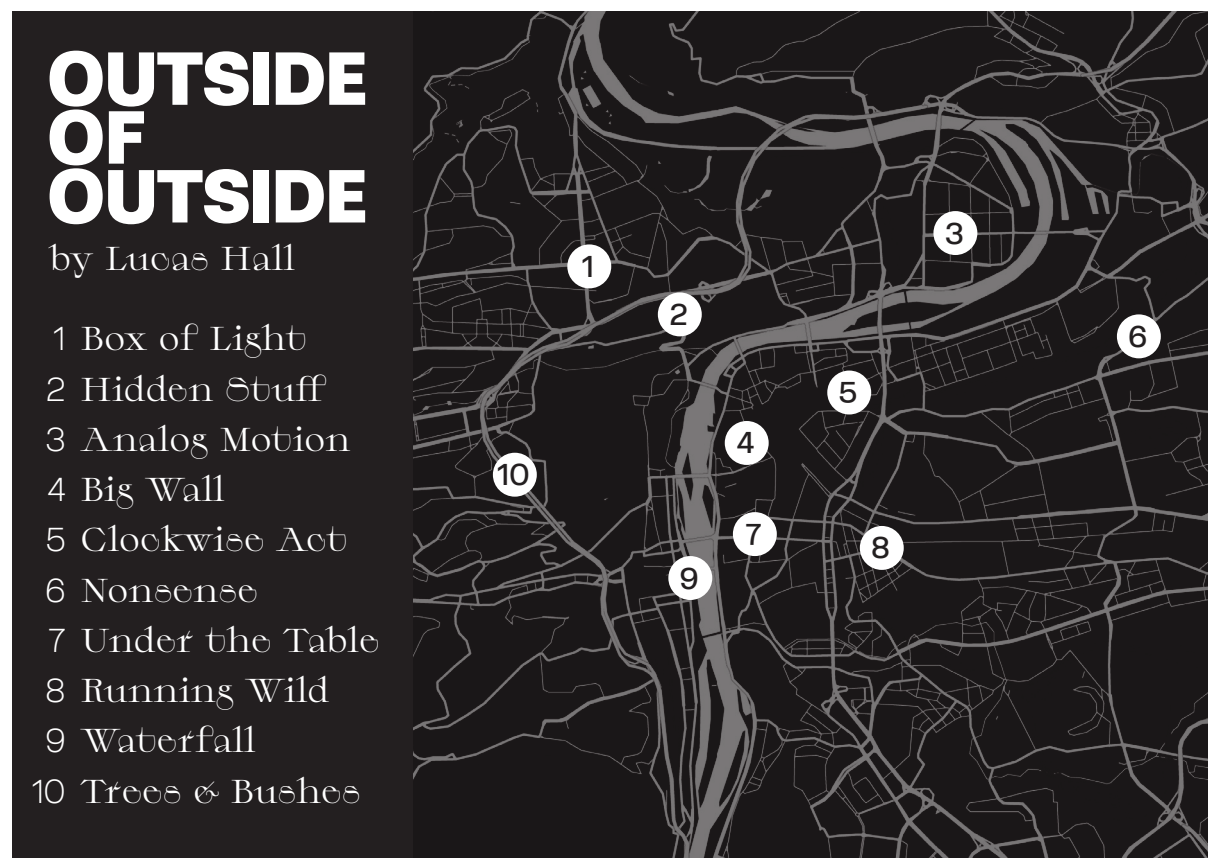 OUTSIDE
OF
OUTSIDE
by Lucas Hall
1 Box of Light
2 Hidden Stuff
3 Analog Motion
4 Big Wall
5 Clockwise Act
6 Nonsense
7 Under the Table
8 Running Wild
9 Waterfall
10 Trees & Bushes
1
2
3
4
5
6
7
8
9
10